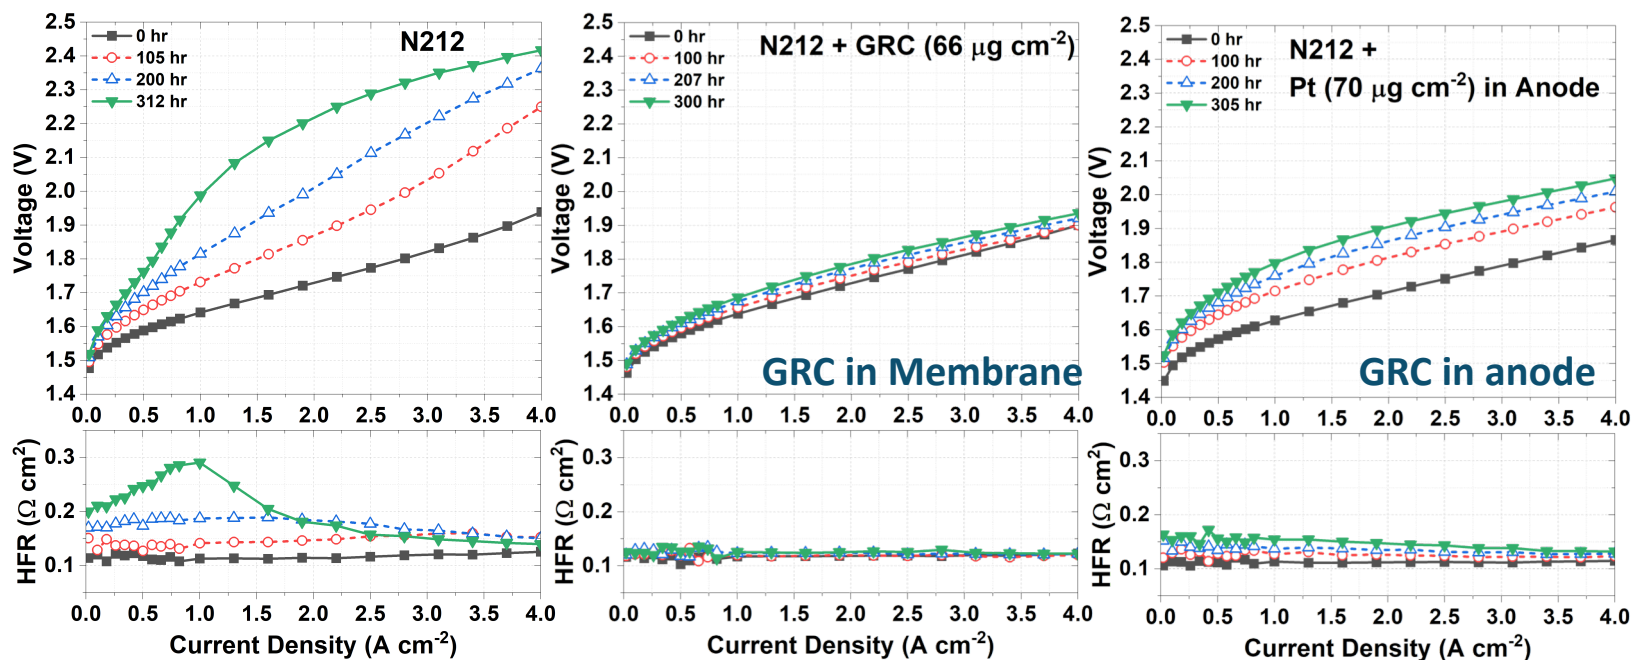 2.5
2.4
2.3
2.2
2.1
2.0
1.9
1.8
1.7
1.6
1.5
1.4
Voltage (V)
0 hr
105 hr
200 hr
312 hr
N212
0.0 0.5 1.0 1.5 2.0 2.5 3.0 3.5 4.0
0.3
0.2
0.1
HFR (Ω cm2)
0.0 0.5 1.0 1.5 2.0 2.5 3.0 3.5 4.0
Current Density (A cm-2)
2.5
2.4
2.3
2.2
2.1
2.0
1.9
1.8
1.7
1.6
1.5
1.4
Voltage (V)
0 hr
100 hr
207 hr
300 hr
N212 + GRC (66 μg cm-2)
GRC in Membrane
0.0 0.5 1.0 1.5 2.0 2.5 3.0 3.5 4.0
0.3
0.2
0.1
HFR (Ω cm2)
0.0 0.5 1.0 1.5 2.0 2.5 3.0 3.5 4.0
Current Density (A cm-2)
2.5
2.4
2.3
2.2
2.1
2.0
1.9
1.8
1.7
1.6
1.5
1.4
Voltage (V)
0 hr
100 hr
200 hr
305 hr
N212 +
Pt (70 μg cm-2) in Anode
GRC in anode
0.0 0.5 1.0 1.5 2.0 2.5 3.0 3.5 4.0
0.3
0.2
0.1
HFR (Ω cm2)
0.0 0.5 1.0 1.5 2.0 2.5 3.0 3.5 4.0
Current Density (A cm-2)